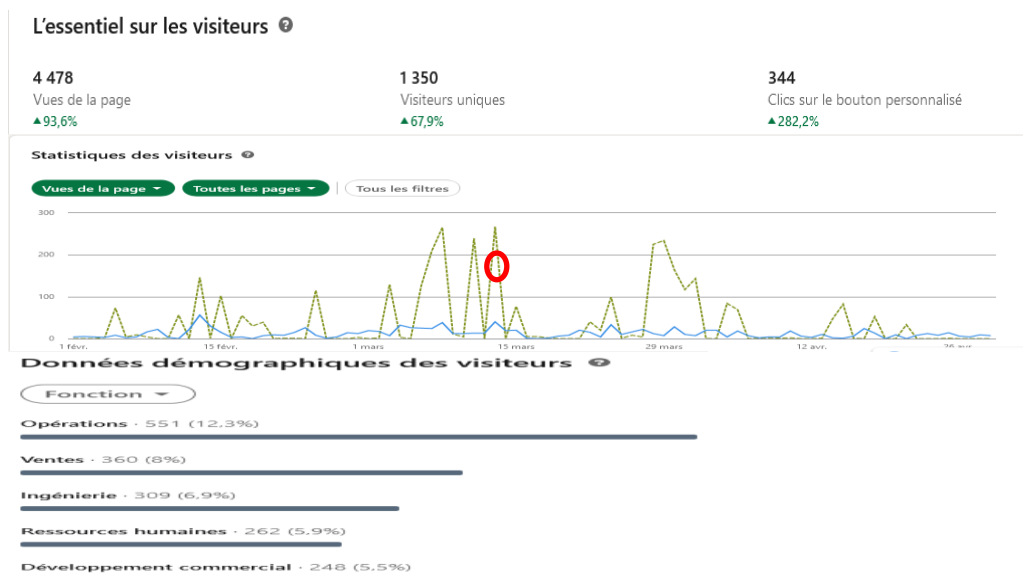 L'essentiel sur les visiteurs ?
4 478 1 350 344
Vues de la page Visiteurs uniques Clics sur le bouton personnalisé
▲93,6% ▲67,9% ▲282,2%
Statistiques des visiteurs ?
Vues de la page Toutes les pages Tous les filtres
300
200
100
0
1 févr. 15 févr. 1 mars 15 mars 29 mars 12 avr. 26 avr.
Données démographiques des visiteurs ?
Fonction
Opérations · 551 (12,3%)
Ventes · 360 (8%)
Ingénierie · 309 (6,9%)
Ressources humaines · 262 (5,9%)
Développement commercial · 248 (5,5%)